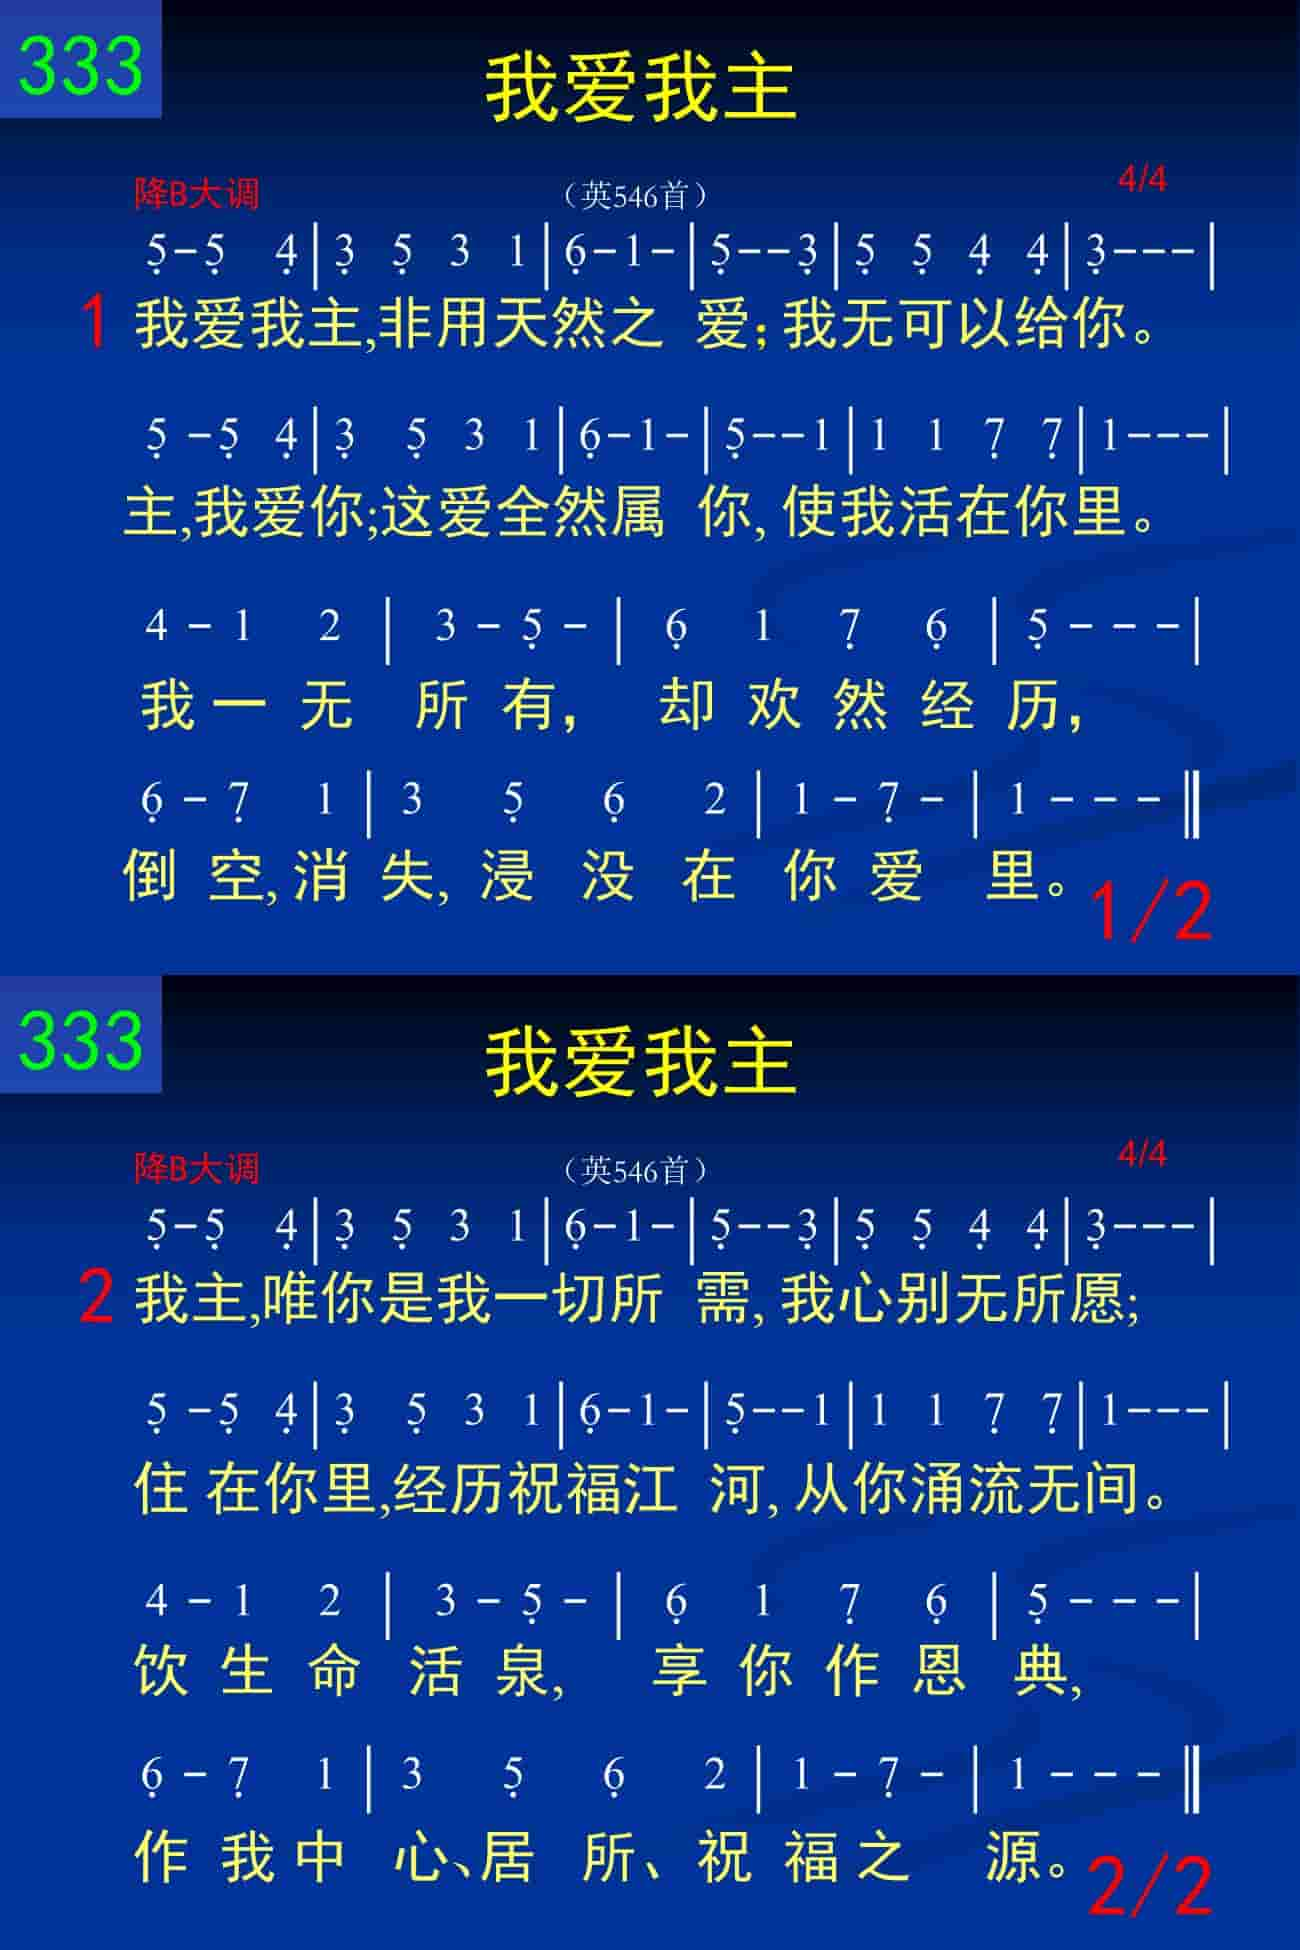 333
我爱我主
降B大调 （英546首） 4/4
5̣-5̣ 4̣|3̣ 5̣ 3 1|6̣-1-|5̣--3̣|5̣ 5̣ 4̣ 4̣|3̣---|
1 我爱我主,非用天然之 爱;我无可以给你。
5̣ -5̣ 4̣|3̣ 5̣ 3 1|6̣-1-|5̣--1|1 1 7̣ 7̣|1---|
主,我爱你;这爱全然属 你,使我活在你里。
4 - 1 2 | 3 - 5̣ - | 6̣ 1 7̣ 6̣ | 5̣ - - -|
我 一 无 所 有， 却 欢 然 经 历，
6̣ - 7̣ 1 | 3 5̣ 6̣ 2 | 1 - 7̣ - | 1 - - - ‖
倒 空,消 失,浸 没 在 你 爱 里。
1/2
333
我爱我主
降B大调 （英546首） 4/4
5̣-5̣ 4̣|3̣ 5̣ 3 1|6̣-1-|5̣--3̣|5̣ 5̣ 4̣ 4̣|3̣---|
2 我主,唯你是我一切所 需,我心别无所愿;
5̣ -5̣ 4̣|3̣ 5̣ 3 1|6̣-1-|5̣--1|1 1 7̣ 7̣|1---|
住 在你里,经历祝福江 河,从你涌流无间。
4 - 1 2 | 3 - 5̣ - | 6̣ 1 7̣ 6̣ | 5̣ - - -|
饮 生 命 活 泉, 享 你 作 恩 典,
6̣ - 7̣ 1 | 3 5̣ 6̣ 2 | 1 - 7̣ - | 1 - - - ‖
作 我 中 心、居 所、祝 福 之 源。
2/2